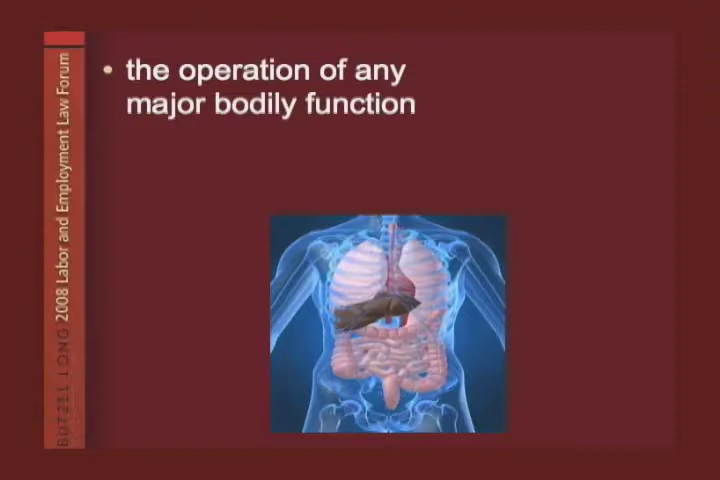 • the operation of any
major bodily function
BUTZEL LONG 2008 Labor and Employment Law Forum